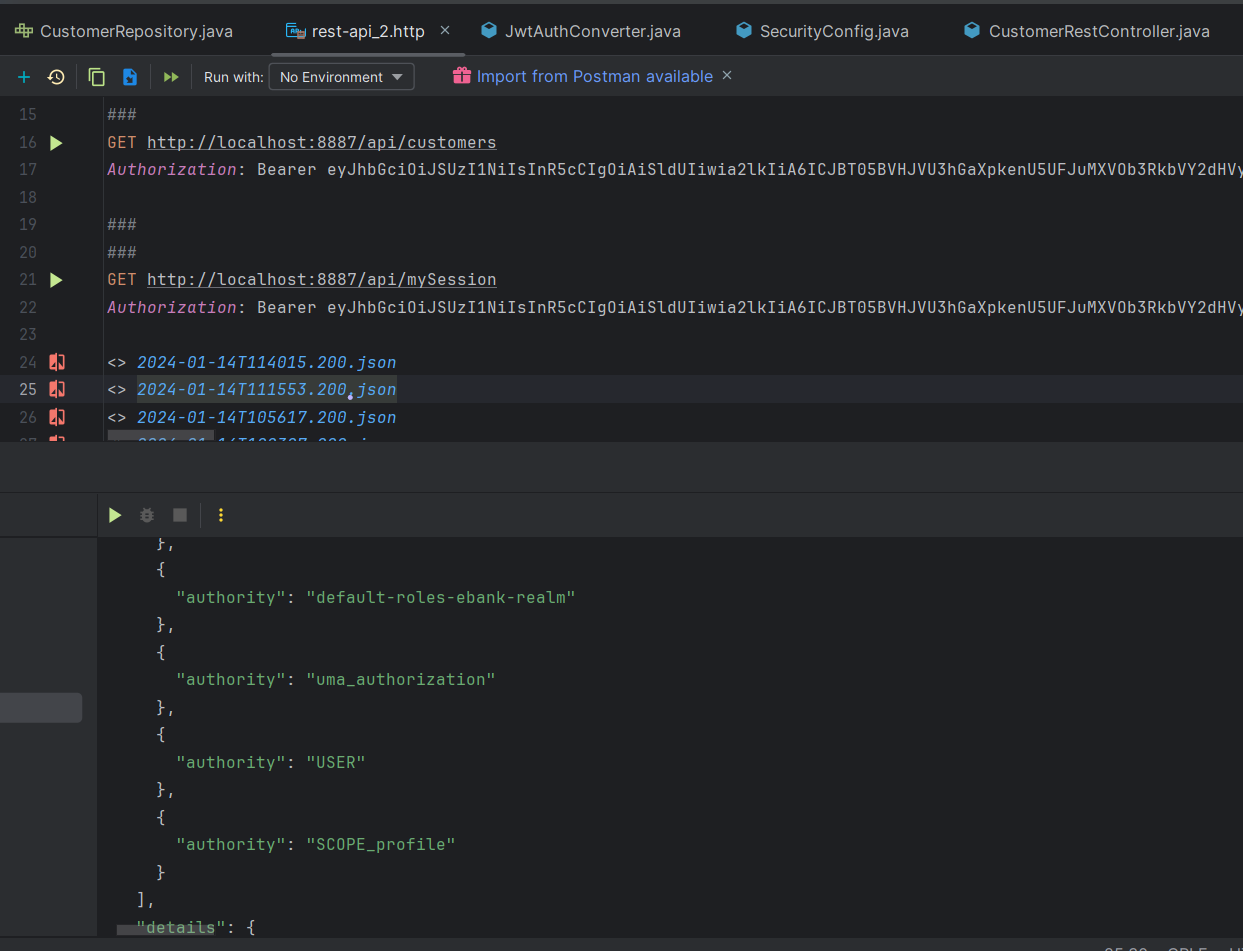 CustomerRepository.java rest-api_2.http JwtAuthConverter.java SecurityConfig.java CustomerRestController.java
Run with: No Environment Import from Postman available
15 ###
16 GET http://localhost:8887/api/customers
17 Authorization: Bearer eyJhbGciOiJSUzI1NiIsInR5cCIgOiAiSldUIiwia2lkIiA6ICJBT05BVHJVU3hGaXpkenU5UFJuMXVOb3RkbVY2dHVy
18
19 ###
20 ###
21 GET http://localhost:8887/api/mySession
22 Authorization: Bearer eyJhbGciOiJSUzI1NiIsInR5cCIgOiAiSldUIiwia2lkIiA6ICJBT05BVHJVU3hGaXpkenU5UFJuMXVOb3RkbVY2dHVy
23
24 <> 2024-01-14T114015.200.json
25 <> 2024-01-14T111553.200.json
26 <> 2024-01-14T105617.200.json
},
{
"authority": "default-roles-ebank-realm"
},
{
"authority": "uma_authorization"
},
{
"authority": "USER"
},
{
"authority": "SCOPE_profile"
}
],
"details": {